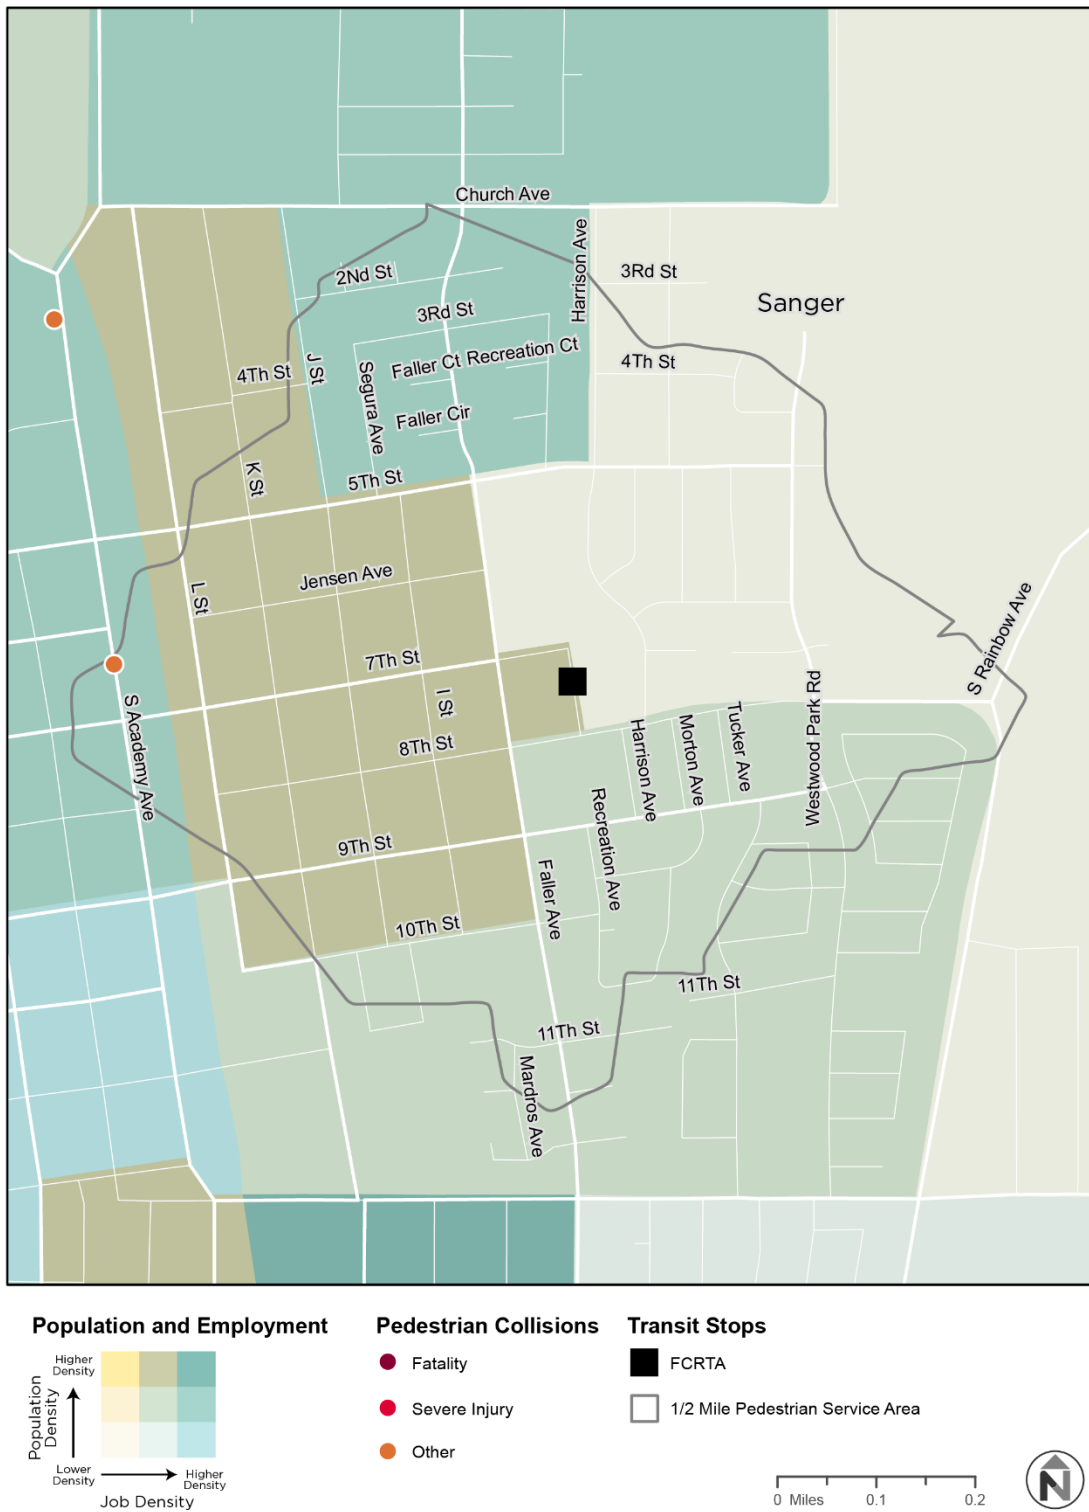 Church Ave
Harrison Ave
2Nd St
3Rd St
3Rd St
Sanger
4Th St
J St
Segura Ave
Faller Ct
Recreation Ct
4Th St
Faller Cir
K St
5Th St
Jensen Ave
L St
7Th St
I St
S Rainbow Ave
S Academy Ave
8Th St
Harrison Ave
Morton Ave
Tucker Ave
Westwood Park Rd
9Th St
Recreation Ave
Faller Ave
10Th St
11Th St
11Th St
Mardros Ave
Population and Employment
Higher
Density
Population
Density
Lower
Density
Higher
Density
Job Density
Pedestrian Collisions
Fatality
Severe Injury
Other
Transit Stops
FCRTA
1/2 Mile Pedestrian Service Area
0 Miles 0.1 0.2
N